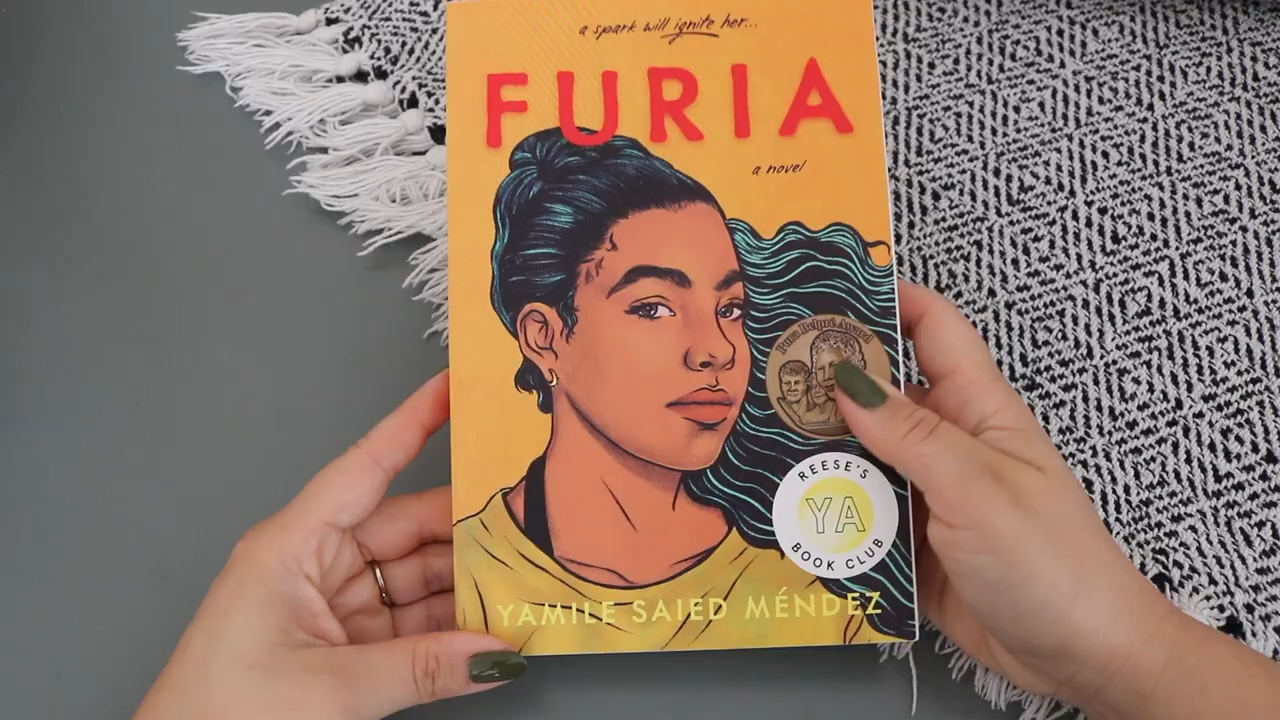 a spark will ignite her...
FURIA
a novel
Pura Belpré Award
REESE'S
YA
BOOK CLUB
YAMILE SAIED MÉNDEZ